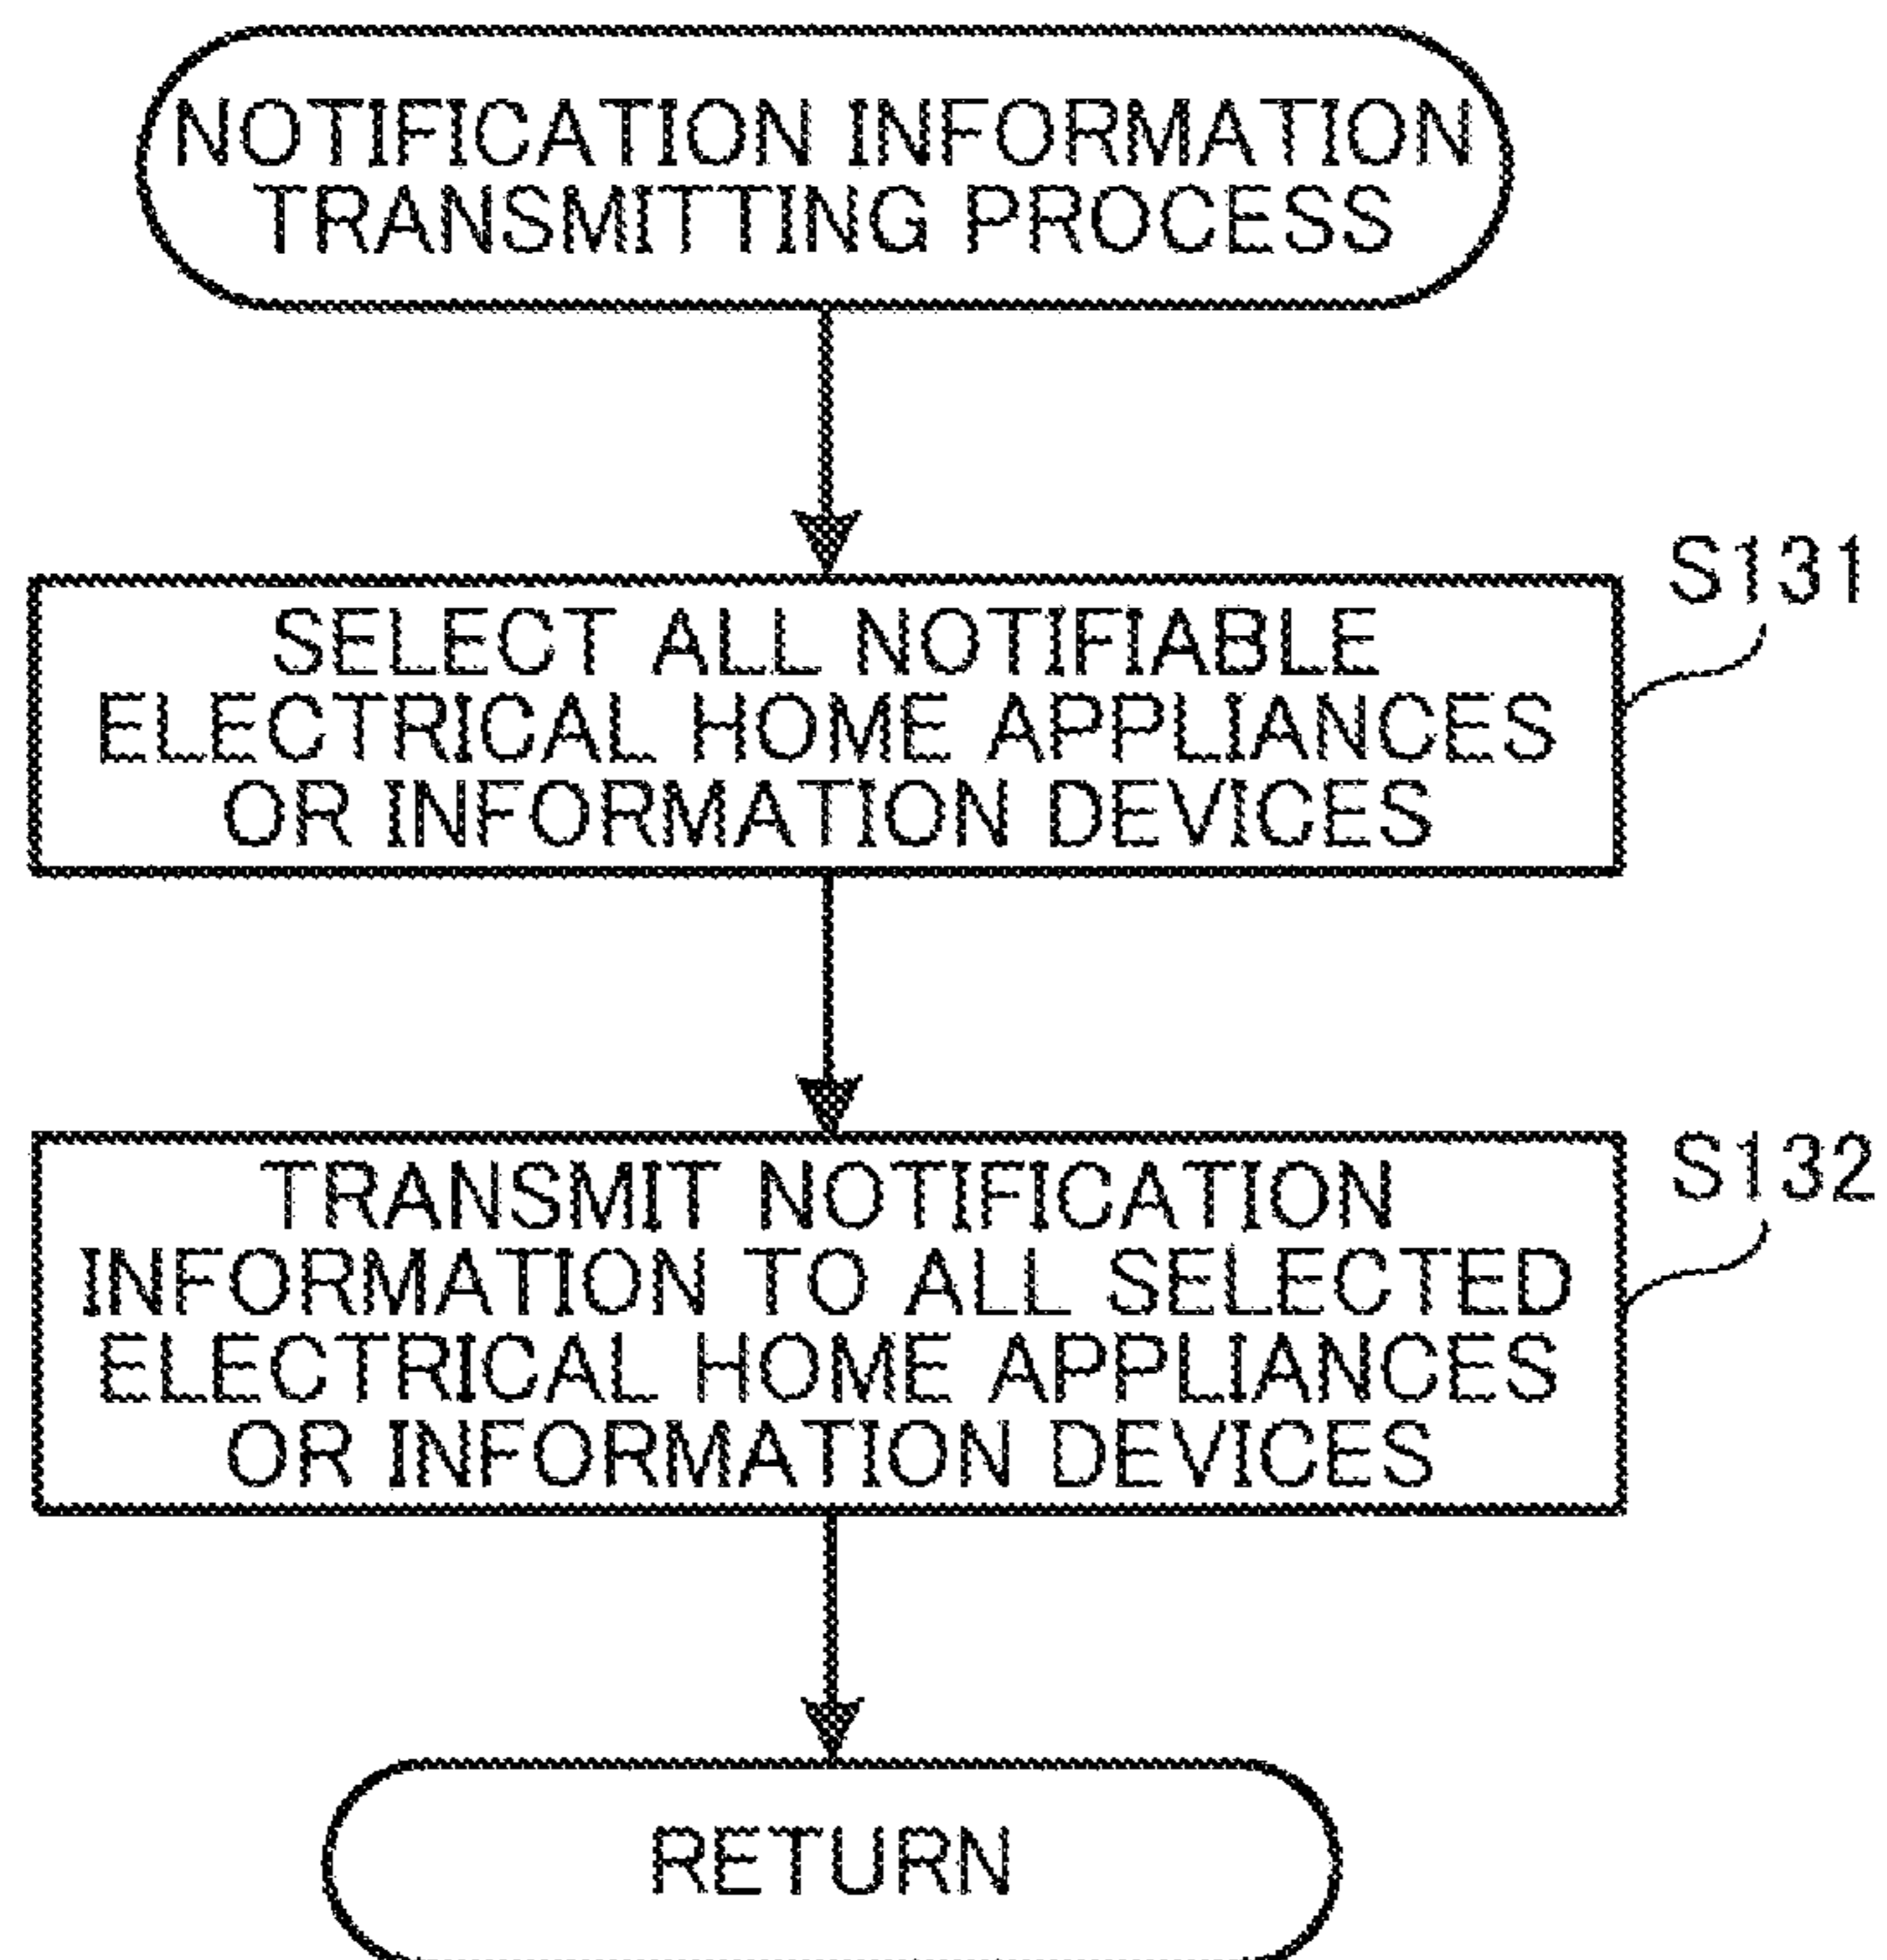 NOTIFICATION INFORMATION
TRANSMITTING PROCESS
S131
SELECT ALL NOTIFIABLE
ELECTRICAL HOME APPLIANCES
OR INFORMATION DEVICES
S132
TRANSMIT NOTIFICATION
INFORMATION TO ALL SELECTED
ELECTRICAL HOME APPLIANCES
OR INFORMATION DEVICES
RETURN